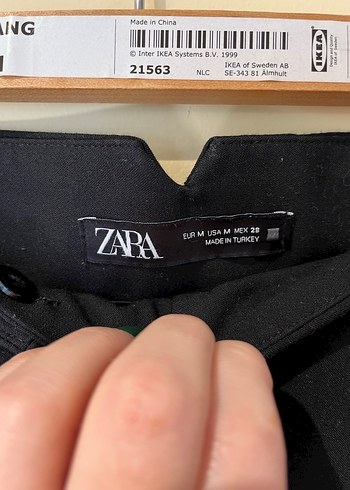 ANG
Made in China
© Inter IKEA Systems B.V. 1999
21563
NLC
IKEA of Sweden AB
SE-343 81 Älmhult
IKEA
ZARA
EUR M USA M MEX 28
MADE IN TURKEY